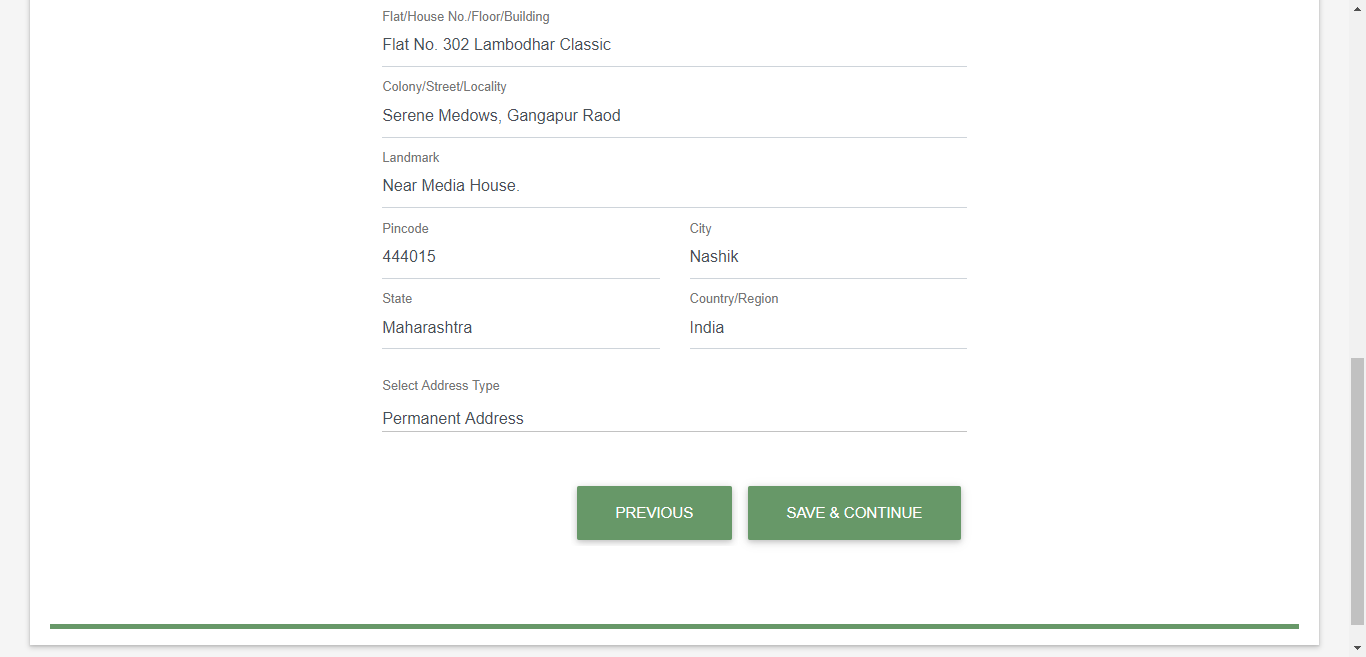 Flat/House No./Floor/Building
Flat No. 302 Lambodhar Classic
Colony/Street/Locality
Serene Medows, Gangapur Raod
Landmark
Near Media House.
Pincode City
444015 Nashik
State Country/Region
Maharashtra India
Select Address Type
Permanent Address
PREVIOUS SAVE & CONTINUE